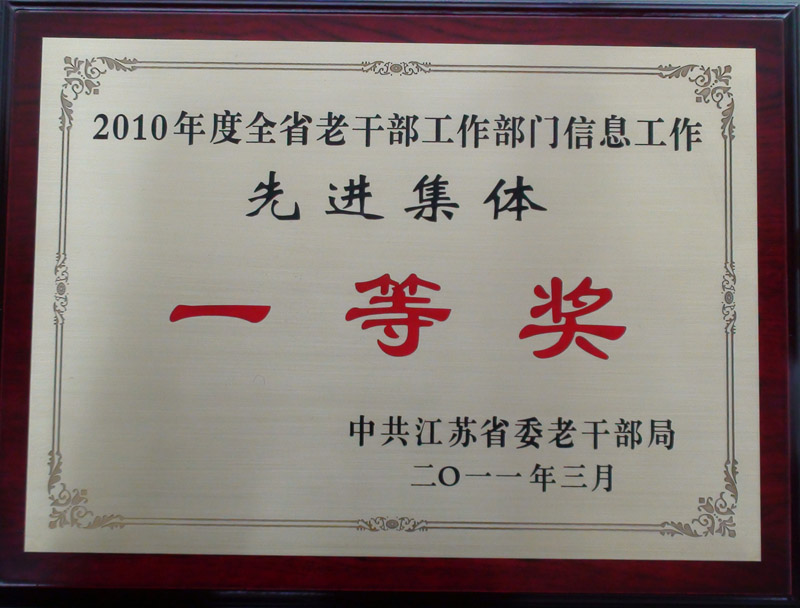 2010年度全省老干部工作部门信息工作
先进集体
一等奖
中共江苏省委老干部局
二〇一一年三月